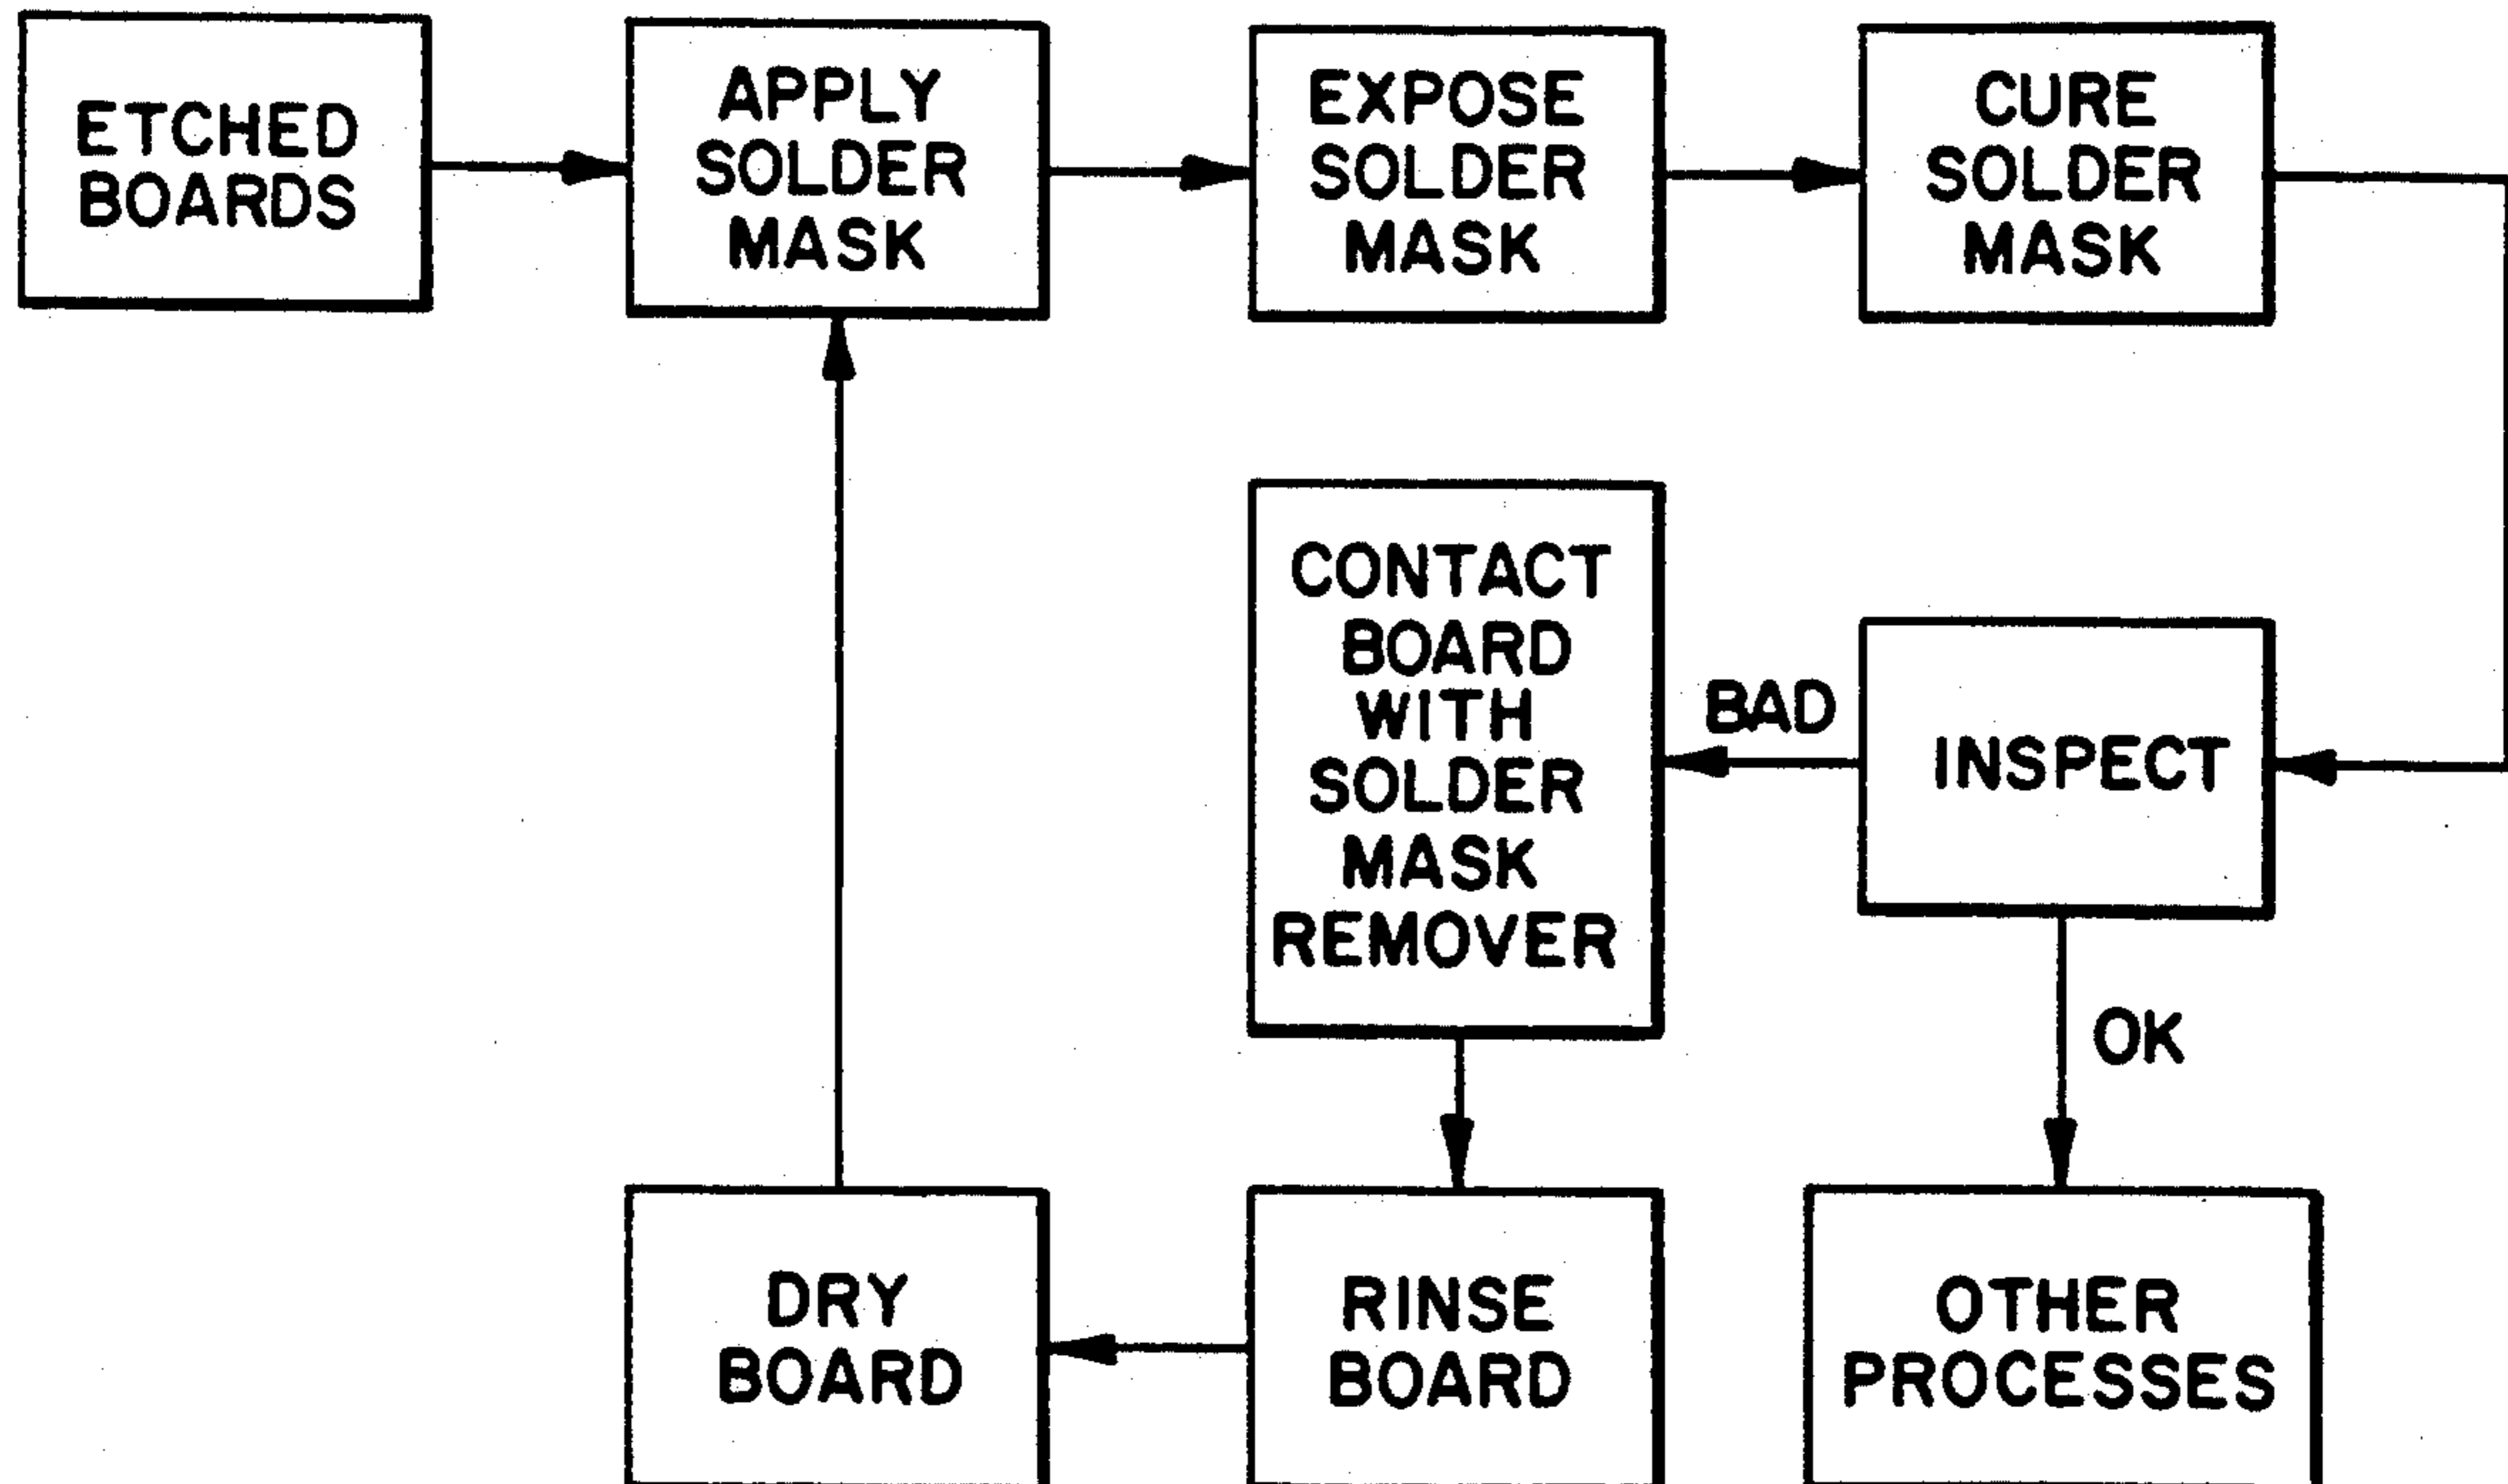 ETCHED
BOARDS
APPLY
SOLDER
MASK
EXPOSE
SOLDER
MASK
CURE
SOLDER
MASK
CONTACT
BOARD
WITH
SOLDER
MASK
REMOVER
BAD
INSPECT
OK
DRY
BOARD
RINSE
BOARD
OTHER
PROCESSES